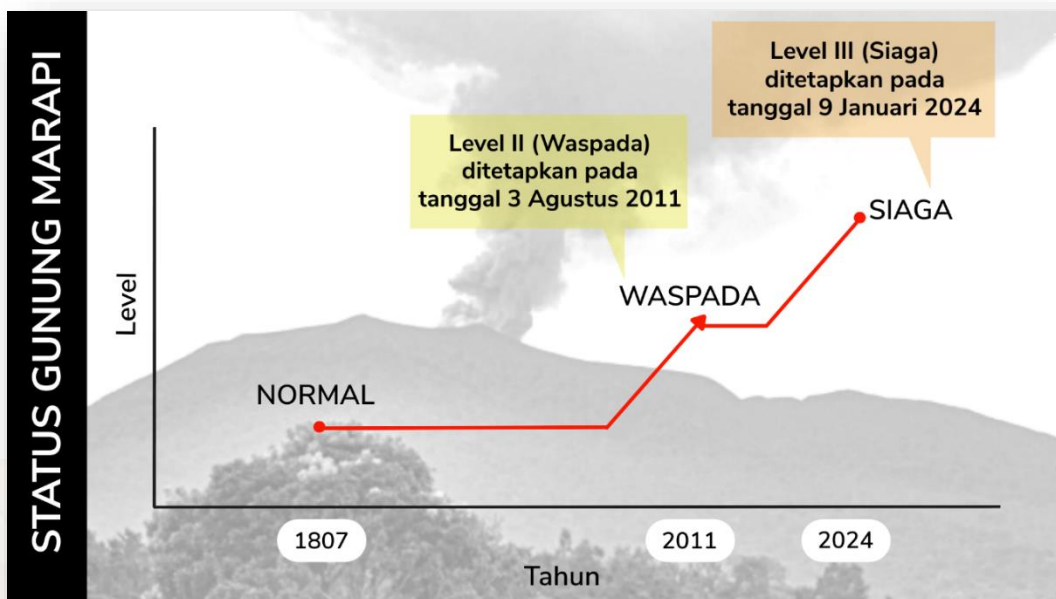 STATUS GUNUNG MARAPI
Level III (Siaga)
ditetapkan pada
tanggal 9 Januari 2024
Level II (Waspada)
ditetapkan pada
tanggal 3 Agustus 2011
SIAGA
WASPADA
NORMAL
Level
1807
2011
2024
Tahun